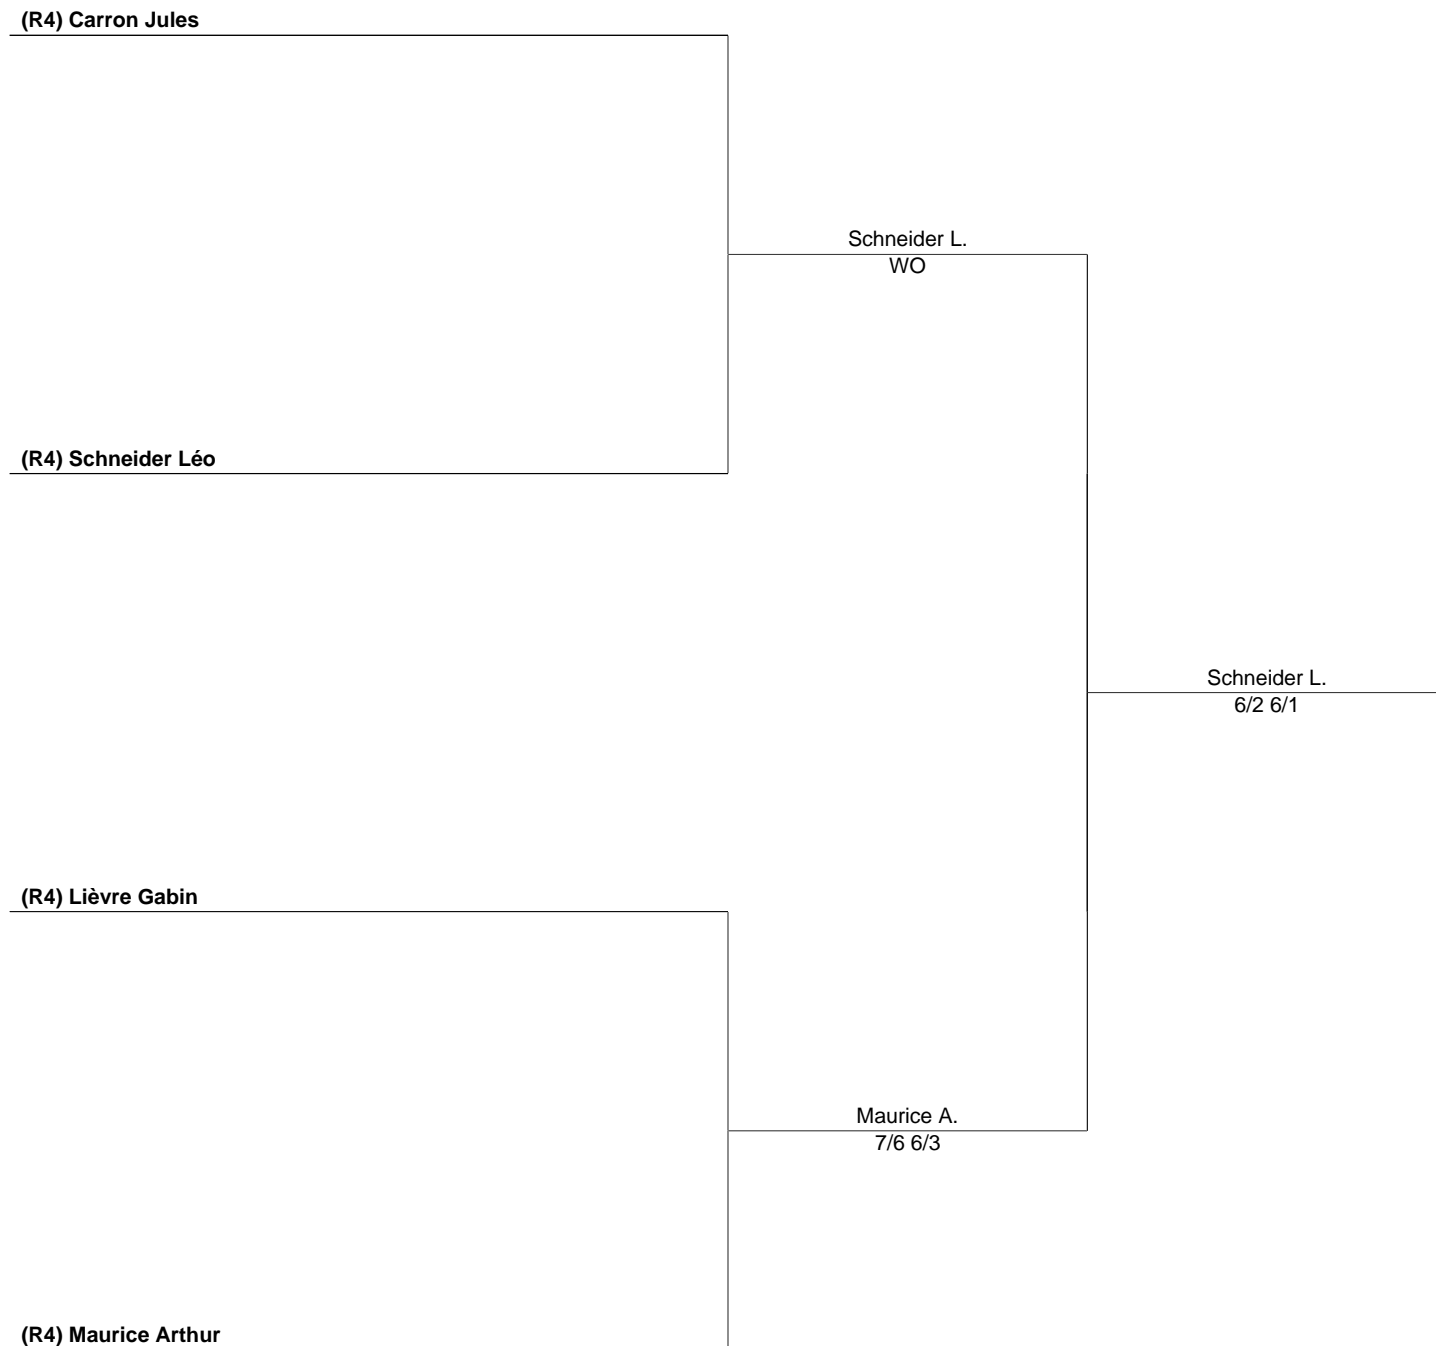 (R4) Carron Jules
Schneider L.
WO
(R4) Schneider Léo
Schneider L.
6/2 6/1
(R4) Lièvre Gabin
Maurice A.
7/6 6/3
(R4) Maurice Arthur